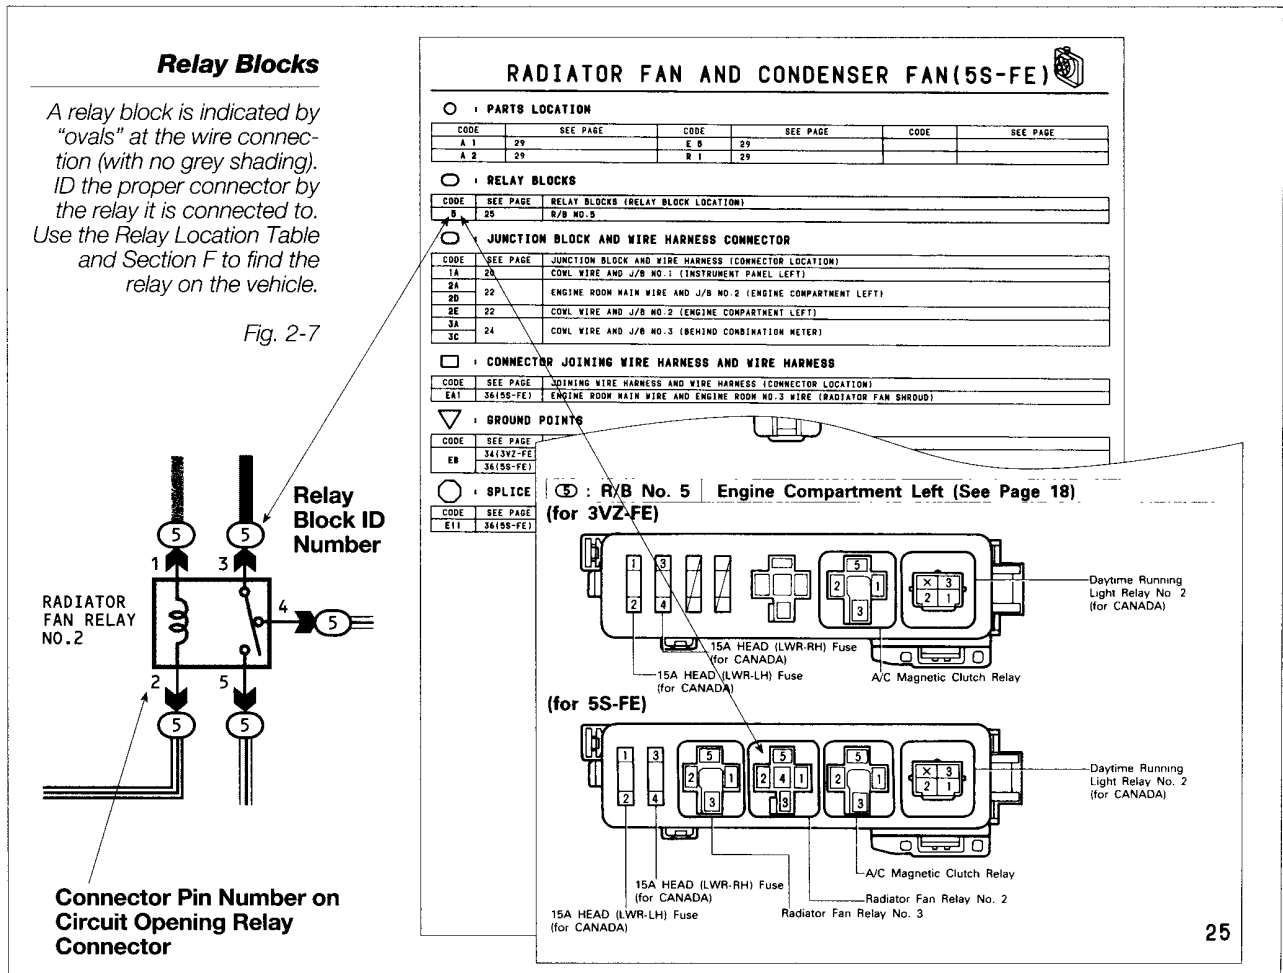 Relay Blocks
A relay block is indicated by
“ovals” at the wire connec-
tion (with no grey shading).
ID the proper connector by
the relay it is connected to.
Use the Relay Location Table
and Section F to find the
relay on the vehicle.
Fig. 2-7
RADIATOR FAN AND CONDENSER FAN(5S-FE)
: PARTS LOCATION
CODE SEE PAGE CODE SEE PAGE CODE SEE PAGE
A 1 29 E 5 29
A 2 29 R 1 29
: RELAY BLOCKS
CODE SEE PAGE RELAY BLOCKS (RELAY BLOCK LOCATION)
5 25 R/B NO.5
: JUNCTION BLOCK AND WIRE HARNESS CONNECTOR
CODE SEE PAGE JUNCTION BLOCK AND WIRE HARNESS (CONNECTOR LOCATION)
1A 20 COWL WIRE AND J/B NO.1 (INSTRUMENT PANEL LEFT)
2A
2D 22 ENGINE ROOM MAIN WIRE AND J/B NO.2 (ENGINE COMPARTMENT LEFT)
2E 22 COWL WIRE AND J/B NO.2 (ENGINE COMPARTMENT LEFT)
3A
3C 24 COWL WIRE AND J/B NO.3 (BEHIND COMBINATION METER)
: CONNECTOR JOINING WIRE HARNESS AND WIRE HARNESS
CODE SEE PAGE JOINING WIRE HARNESS AND WIRE HARNESS (CONNECTOR LOCATION)
EA1 36(5S-FE) ENGINE ROOM MAIN WIRE AND ENGINE ROOM NO.3 WIRE (RADIATOR FAN SHROUD)
: GROUND POINTS
CODE SEE PAGE
EB 34(3VZ-FE
36(5S-FE)
: SPLICE
CODE SEE PAGE
E11 36(5S-FE)
5 5
1 3
RADIATOR
FAN RELAY
NO.2
4 5
2 5
5 5
Relay
Block ID
Number
Connector Pin Number on
Circuit Opening Relay
Connector
5 : R/B No. 5 Engine Compartment Left (See Page 18)
(for 3VZ-FE)
1 3 5 X 3
2 1 2 1
2 4 3
Daytime Running
Light Relay No 2
(for CANADA)
15A HEAD (LWR-RH) Fuse
(for CANADA)
15A HEAD (LWR-LH) Fuse
(for CANADA)
A/C Magnetic Clutch Relay
(for 5S-FE)
1 3 5 5 5 X 3
2 1 2 4 1 2 1 2 1
2 4 3 3 3
Daytime Running
Light Relay No. 2
(for CANADA)
A/C Magnetic Clutch Relay
15A HEAD (LWR-RH) Fuse
(for CANADA)
Radiator Fan Relay No. 2
Radiator Fan Relay No. 3
15A HEAD (LWR-LH) Fuse
(for CANADA)
25